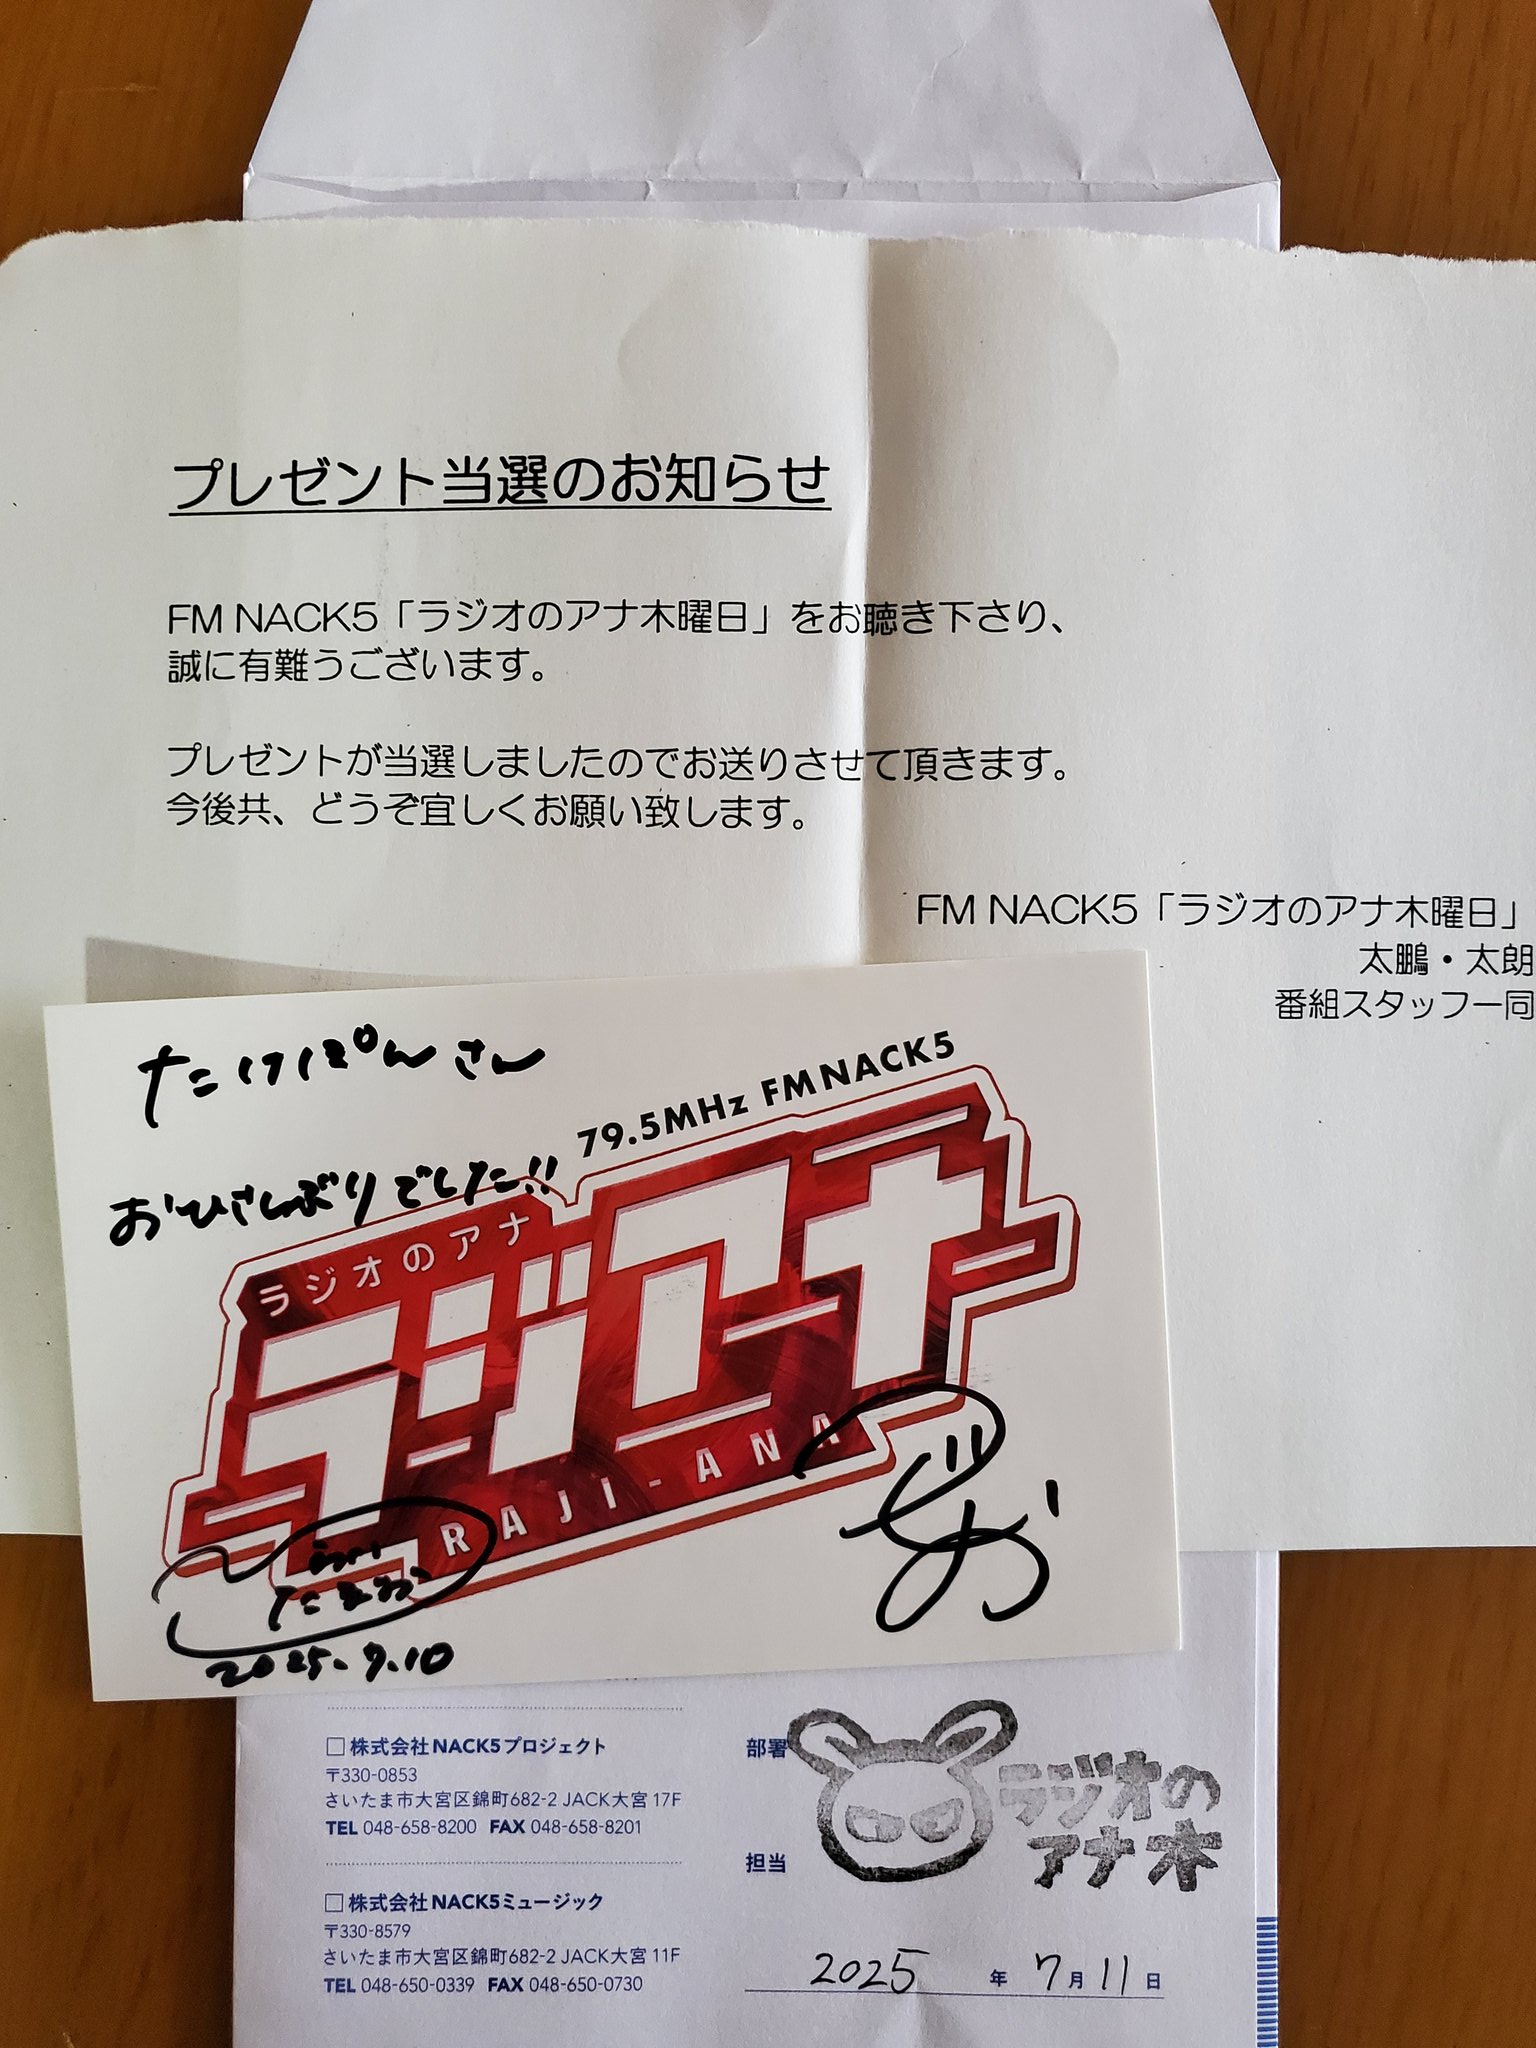 プレゼント当選のお知らせ
FM NACK5「ラジオのアナ木曜日」をお聴き下さり、
誠に有難うございます。
プレゼントが当選しましたのでお送りさせて頂きます。
今後共、どうぞ宜しくお願い致します。
FM NACK5「ラジオのアナ木曜日」
太鵬・太朗
番組スタッフ一同
たけぽんさん
おひさしぶりでした!!
79.5MHz FM NACK5
ラジオのアナ
ラジアナ
RAJI-ANA
2025.7.10
□株式会社NACK5プロジェクト
〒330-0853
さいたま市大宮区錦町682-2 JACK大宮 17F
TEL 048-658-8200 FAX 048-658-8201
□株式会社NACK5ミュージック
〒330-8579
さいたま市大宮区錦町682-2 JACK大宮 11F
TEL 048-650-0339 FAX 048-650-0730
部署
ラジオの
アナ木
担当
2025 年 7月11日